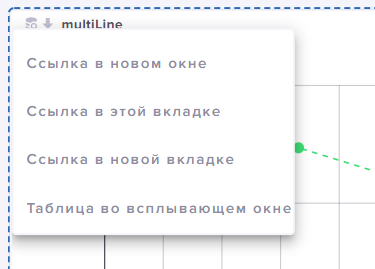 multiLine
Ссылка в новом окне
Ссылка в этой вкладке
Ссылка в новой вкладке
Таблица во всплывающем окне